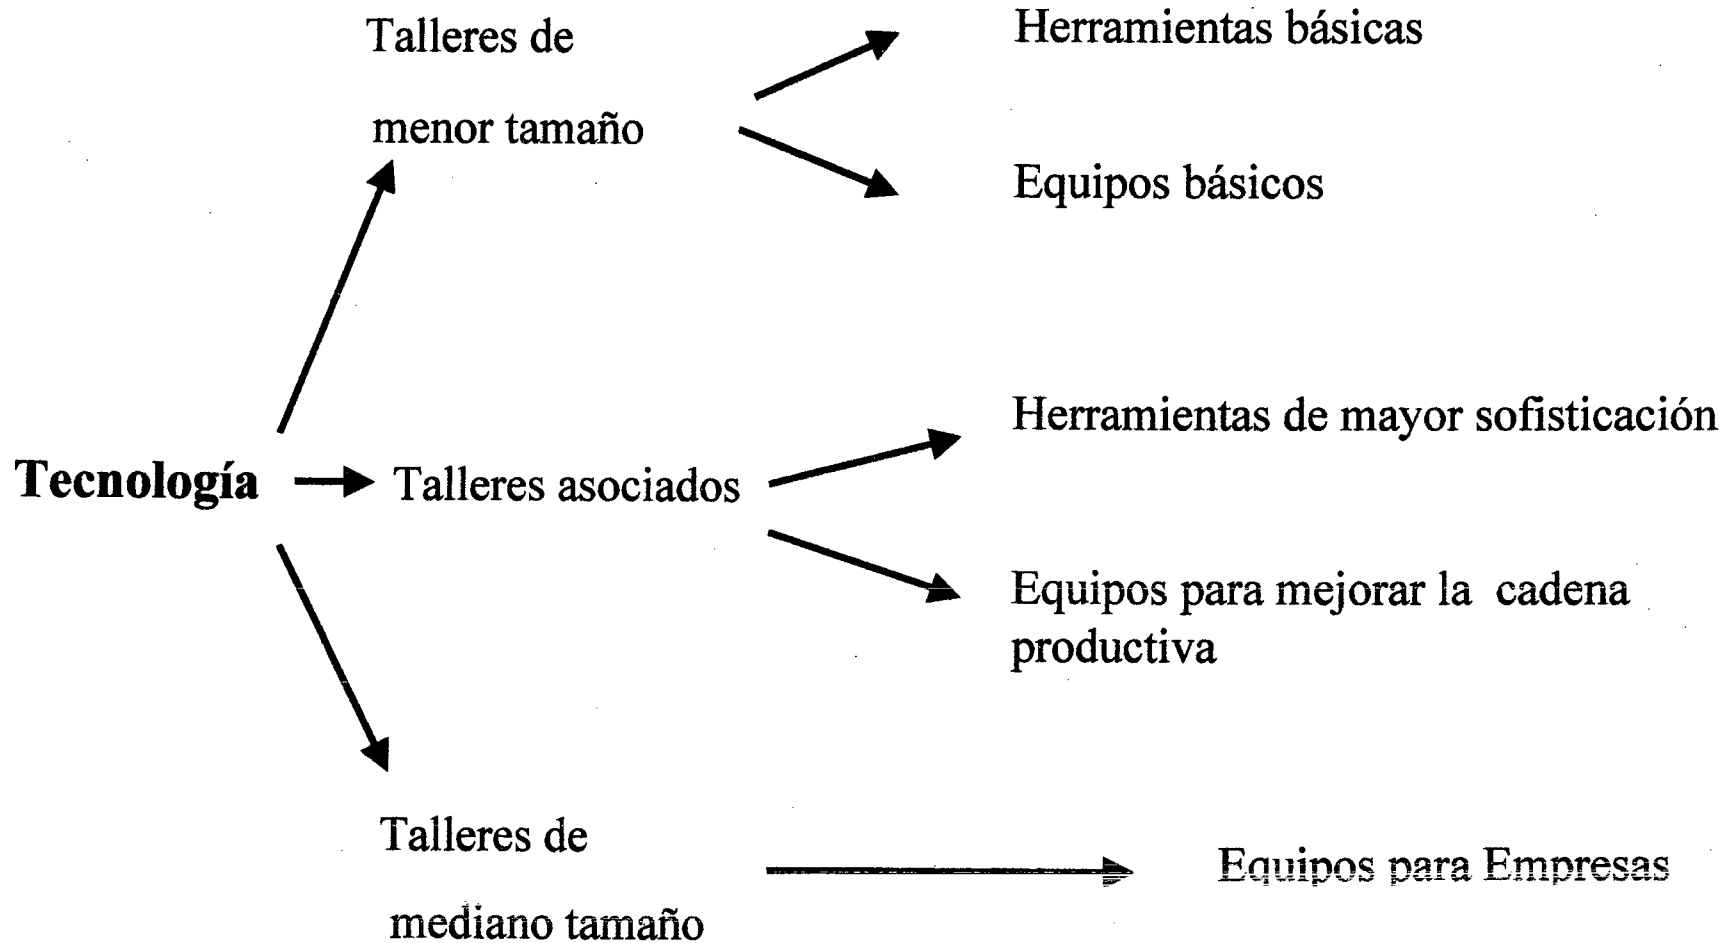 Talleres de
menor tamaño
Herramientas básicas
Equipos básicos
Tecnología
Talleres asociados
Herramientas de mayor sofisticación
Equipos para mejorar la cadena
productiva
Talleres de
mediano tamaño
Equipos para Empresas